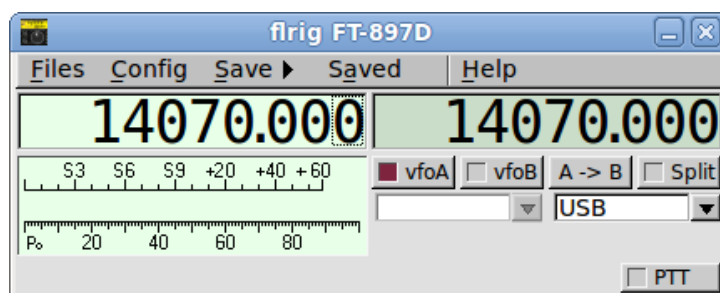 flrig FT-897D
Files Config Save Saved Help
14070.000 14070.000
S3 S6 S9 +20 +40 +60
vfoA vfoB A -> B Split
USB
Po 20 40 60 80
PTT